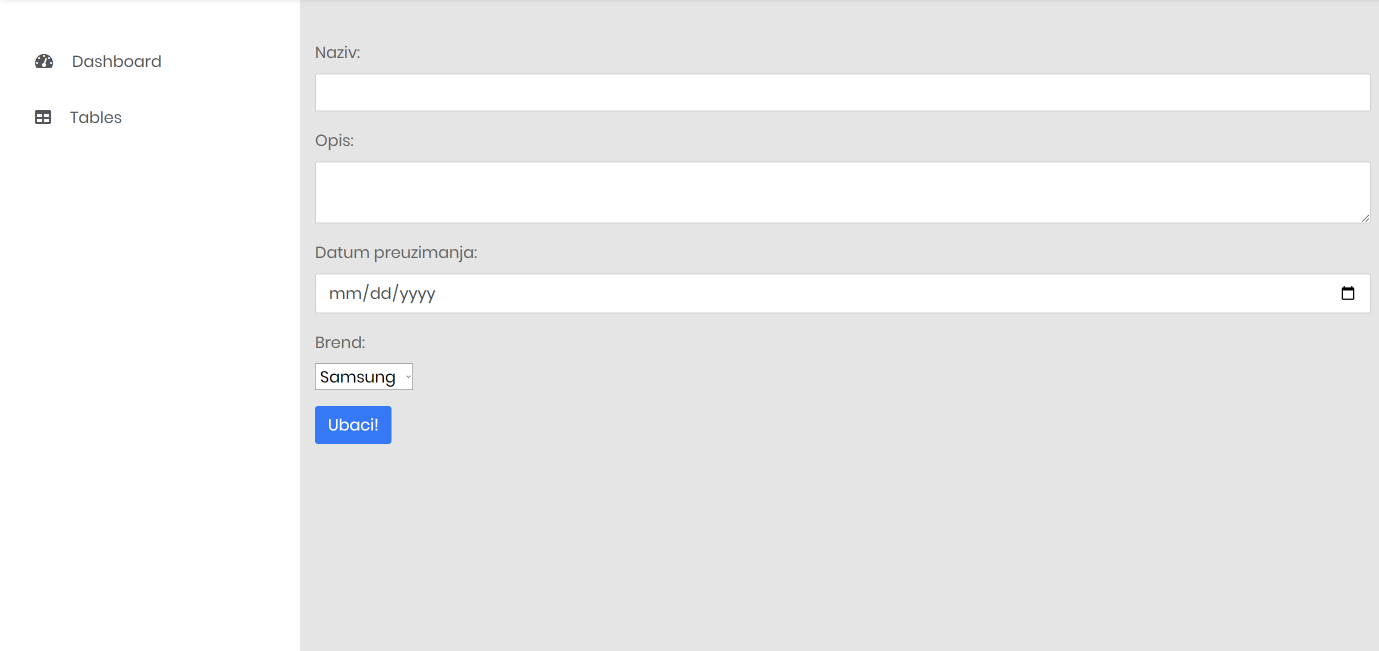 Dashboard
Tables
Naziv:
Opis:
Datum preuzimanja:
mm/dd/yyyy
Brend:
Samsung
Ubaci!